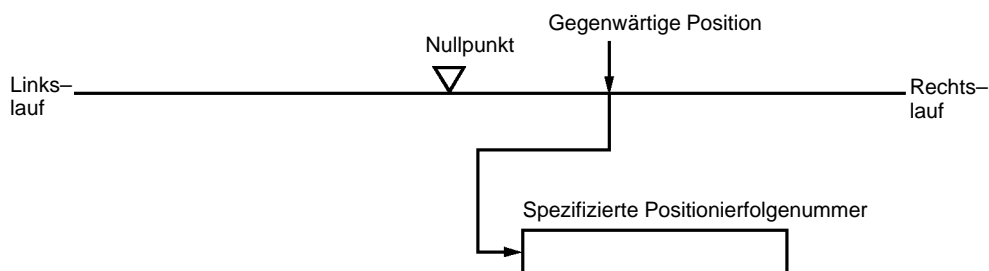 Gegenwärtige Position
Nullpunkt
Links–
lauf
Rechts–
lauf
Spezifizierte Positionierfolgenummer